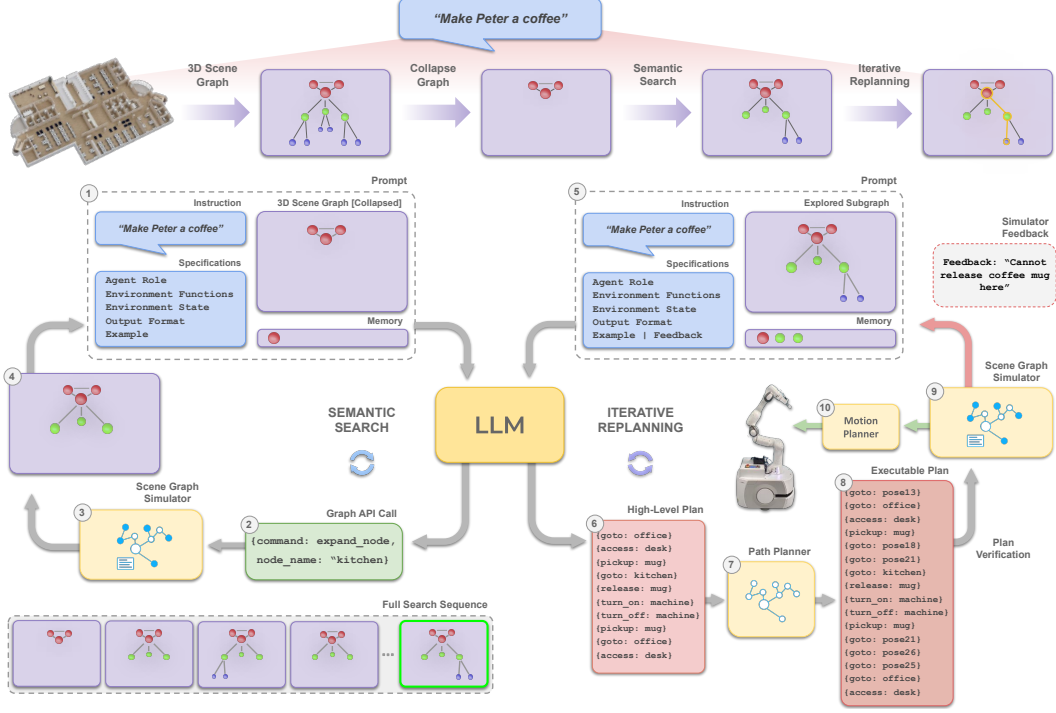 “Make Peter a coffee”
3D Scene
Graph
Collapse
Graph
Semantic
Search
Iterative
Replanning
1
Prompt
Instruction
3D Scene Graph [Collapsed]
“Make Peter a coffee”
Specifications
Agent Role
Environment Functions
Environment State
Output Format
Example
Memory
5
Prompt
Instruction
Explored Subgraph
“Make Peter a coffee”
Specifications
Agent Role
Environment Functions
Environment State
Output Format
Example | Feedback
Memory
Simulator
Feedback
Feedback: “Cannot
release coffee mug
here”
4
LLM
SEMANTIC
SEARCH
ITERATIVE
REPLANNING
10
Motion
Planner
Scene Graph
Simulator
9
Scene Graph
Simulator
3
Graph API Call
2
{command: expand_node,
node_name: “kitchen}
High-Level Plan
6
{goto: office}
{access: desk}
{pickup: mug}
{goto: kitchen}
{release: mug}
{turn_on: machine}
{turn_off: machine}
{pickup: mug}
{goto: office}
{access: desk}
7
Path Planner
Executable Plan
8
{goto: pose13}
{goto: office}
{access: desk}
{pickup: mug}
{goto: pose18}
{goto: pose21}
{goto: kitchen}
{release: mug}
{turn_on: machine}
{turn_off: machine}
{pickup: mug}
{goto: pose21}
{goto: pose26}
{goto: pose25}
{goto: office}
{access: desk}
Plan
Verification
Full Search Sequence
...